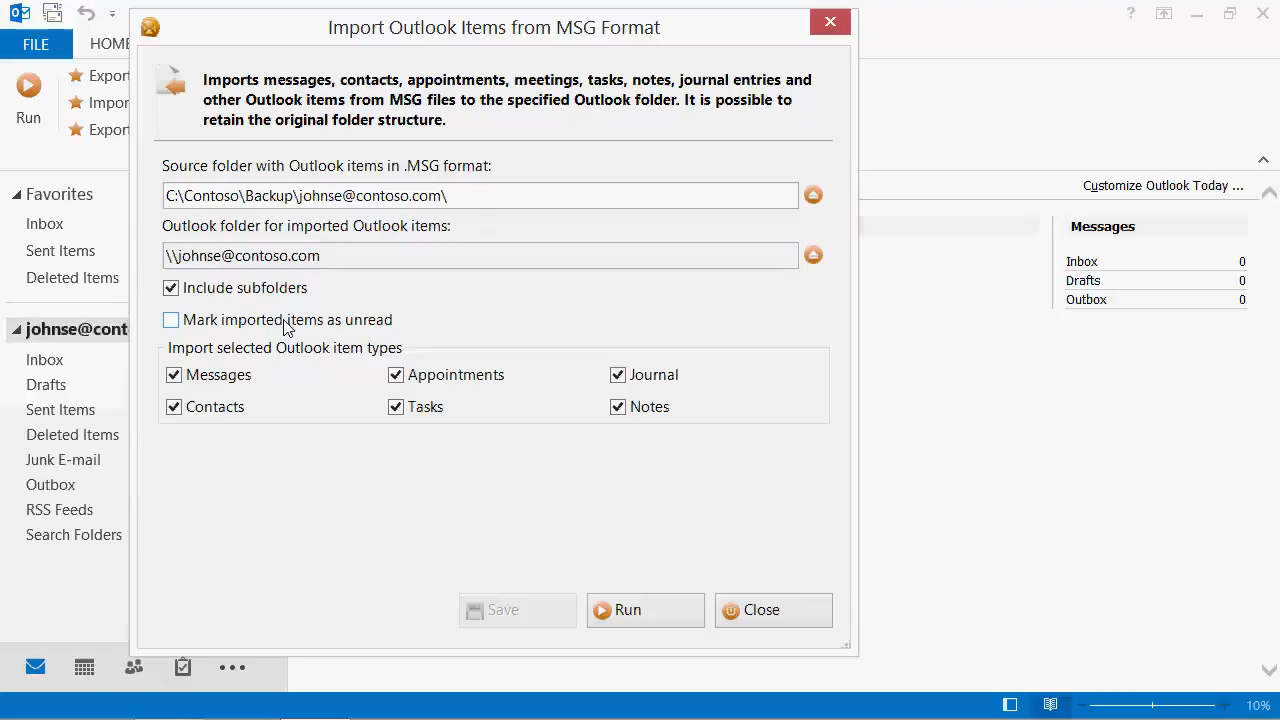 Import Outlook Items from MSG Format
?
FILE
HOME
Run
Export
Impor
Export
Imports messages, contacts, appointments, meetings, tasks, notes, journal entries and
other Outlook items from MSG files to the specified Outlook folder. It is possible to
retain the original folder structure.
Source folder with Outlook items in .MSG format:
C:\Contoso\Backup\johnse@contoso.com\
Outlook folder for imported Outlook items:
\\johnse@contoso.com
Include subfolders
Mark imported items as unread
Import selected Outlook item types
Messages
Appointments
Journal
Contacts
Tasks
Notes
Save
Run
Close
Favorites
Inbox
Sent Items
Deleted Items
johnse@cont
Inbox
Drafts
Sent Items
Deleted Items
Junk E-mail
Outbox
RSS Feeds
Search Folders
Customize Outlook Today ...
Messages
Inbox 0
Drafts 0
Outbox 0
10%